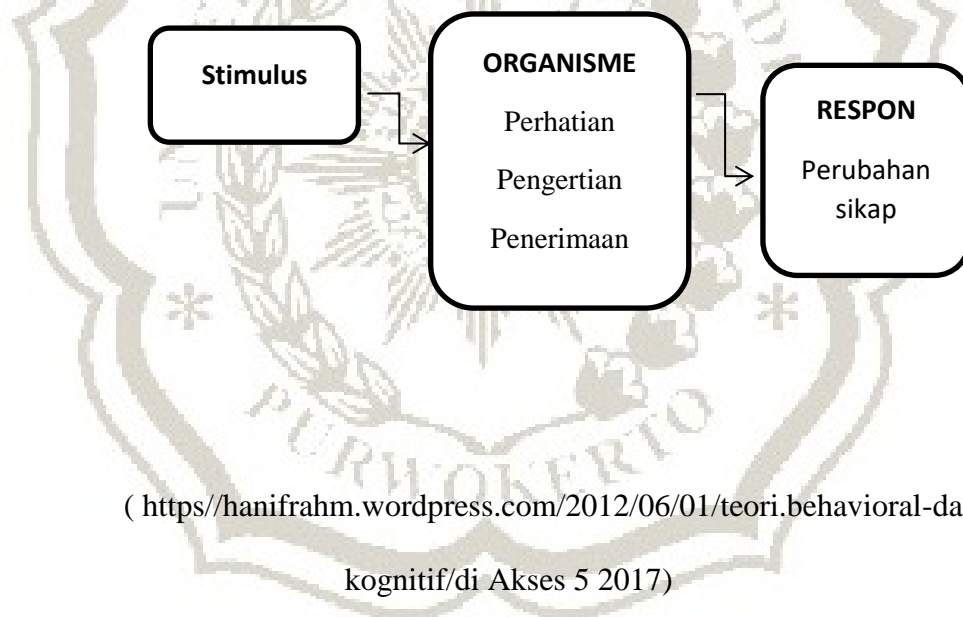 Stimulus
ORGANISME
Perhatian
Pengertian
Penerimaan
RESPON
Perubahan
sikap
PURWOKERTO
( https//hanifrahm.wordpress.com/2012/06/01/teori.behavioral-da
kognitif/di Akses 5 2017)